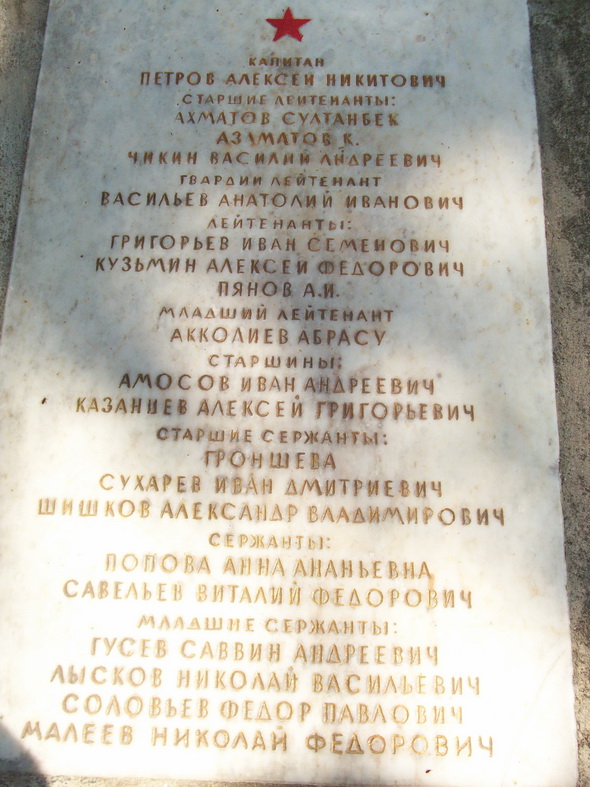 КАПИТАН
ПЕТРОВ АЛЕКСЕЙ НИКИТОВИЧ
СТАРШИЕ ЛЕЙТЕНАНТЫ:
АХМАТОВ СУЛТАНБЕК
АЗАМАТОВ К.
ЧИКИН ВАСИЛИЙ АНДРЕЕВИЧ
ГВАРДИИ ЛЕЙТЕНАНТ
ВАСИЛЬЕВ АНАТОЛИЙ ИВАНОВИЧ
ЛЕЙТЕНАНТЫ:
ГРИГОРЬЕВ ИВАН СЕМЕНОВИЧ
КУЗЬМИН АЛЕКСЕЙ ФЕДОРОВИЧ
ПЯНОВ А.И.
МЛАДШИЙ ЛЕЙТЕНАНТ
АККОЛИЕВ АБРАСУ
СТАРШИНЫ:
АМОСОВ ИВАН АНДРЕЕВИЧ
КАЗАНЦЕВ АЛЕКСЕЙ ГРИГОРЬЕВИЧ
СТАРШИЕ СЕРЖАНТЫ:
ГРОНШЕВА
СУХАРЕВ ИВАН ДМИТРИЕВИЧ
ШИШКОВ АЛЕКСАНДР ВЛАДИМИРОВИЧ
СЕРЖАНТЫ:
ПОПОВА АННА АНАНЬЕВНА
САВЕЛЬЕВ ВИТАЛИЙ ФЕДОРОВИЧ
МЛАДШИЕ СЕРЖАНТЫ:
ГУСЕВ САВВИН АНДРЕЕВИЧ
ЛЫСКОВ НИКОЛАЙ ВАСИЛЬЕВИЧ
СОЛОВЬЕВ ФЕДОР ПАВЛОВИЧ
МАЛЕЕВ НИКОЛАЙ ФЕДОРОВИЧ